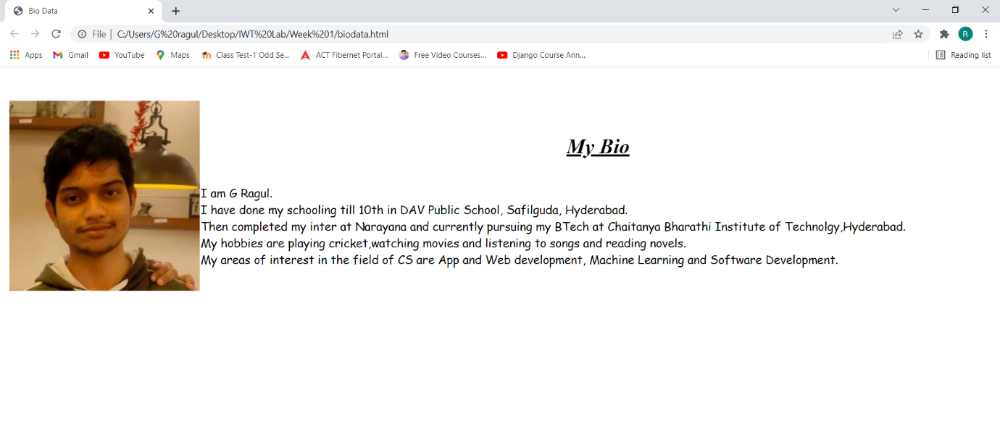 Bio Data
File | C:/Users/G%20ragul/Desktop/IWT%20Lab/Week%201/biodata.html
R
Apps Gmail YouTube Maps Class Test-1 Odd Se... ACT Fibernet Portal... Free Video Courses... Django Course Ann... Reading list
My Bio
I am G Ragul.
I have done my schooling till 10th in DAV Public School, Safilguda, Hyderabad.
Then completed my inter at Narayana and currently pursuing my BTech at Chaitanya Bharathi Institute of Technolgy,Hyderabad.
My hobbies are playing cricket,watching movies and listening to songs and reading novels.
My areas of interest in the field of CS are App and Web development, Machine Learning and Software Development.